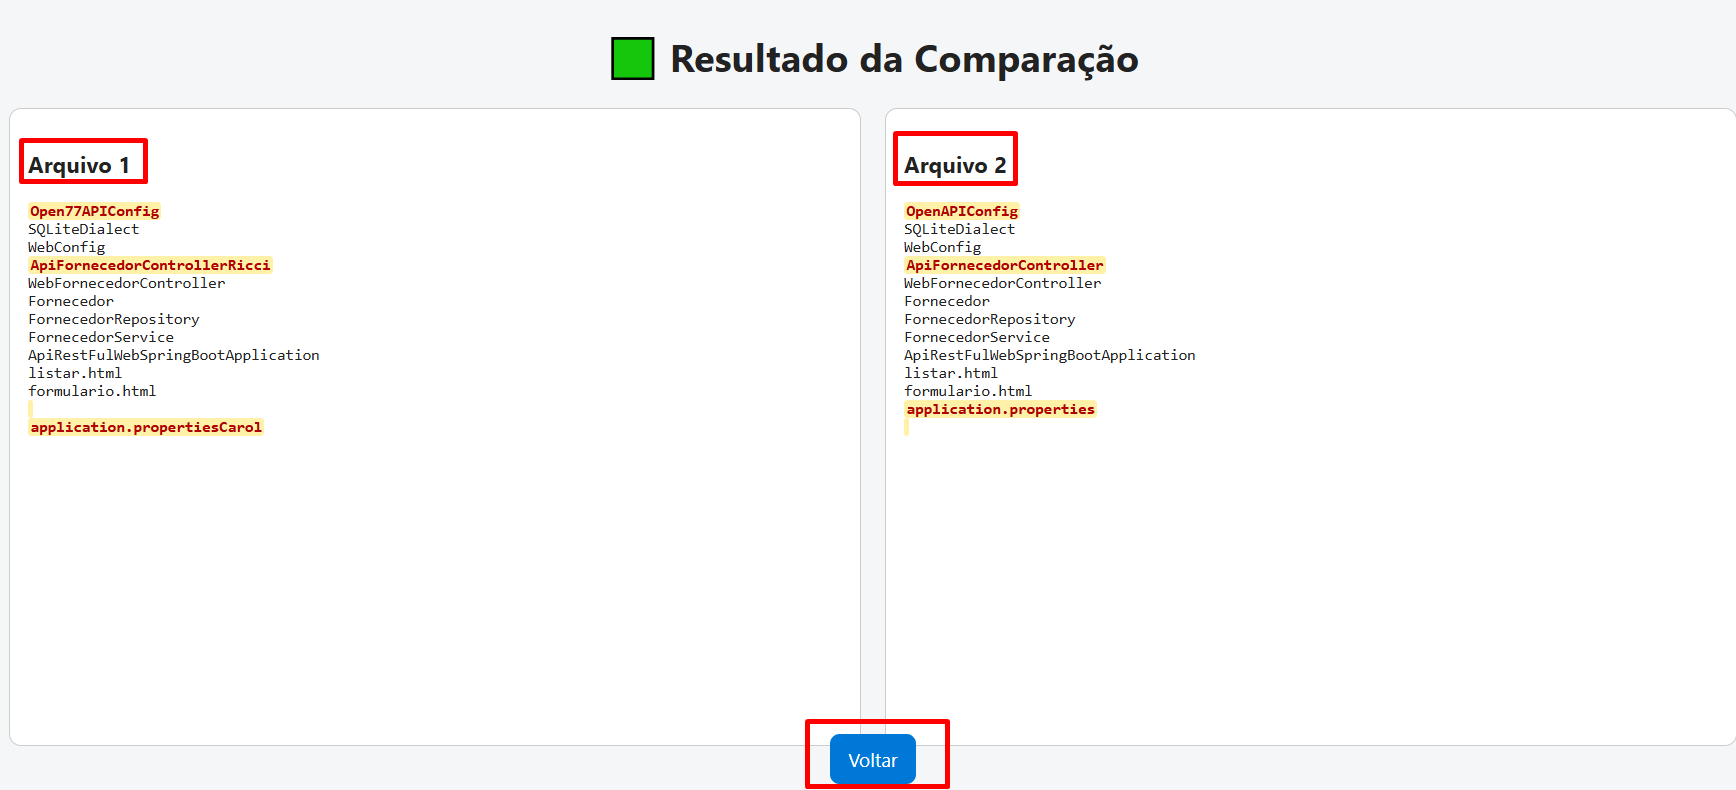 Resultado da Comparação
Arquivo 1
Open77APIConfig
SQLiteDialect
WebConfig
ApiFornecedorControllerRicci
WebFornecedorController
Fornecedor
FornecedorRepository
FornecedorService
ApiRestFulWebSpringBootApplication
listar.html
formulario.html
application.propertiesCarol
Arquivo 2
OpenAPIConfig
SQLiteDialect
WebConfig
ApiFornecedorController
WebFornecedorController
Fornecedor
FornecedorRepository
FornecedorService
ApiRestFulWebSpringBootApplication
listar.html
formulario.html
application.properties
Voltar